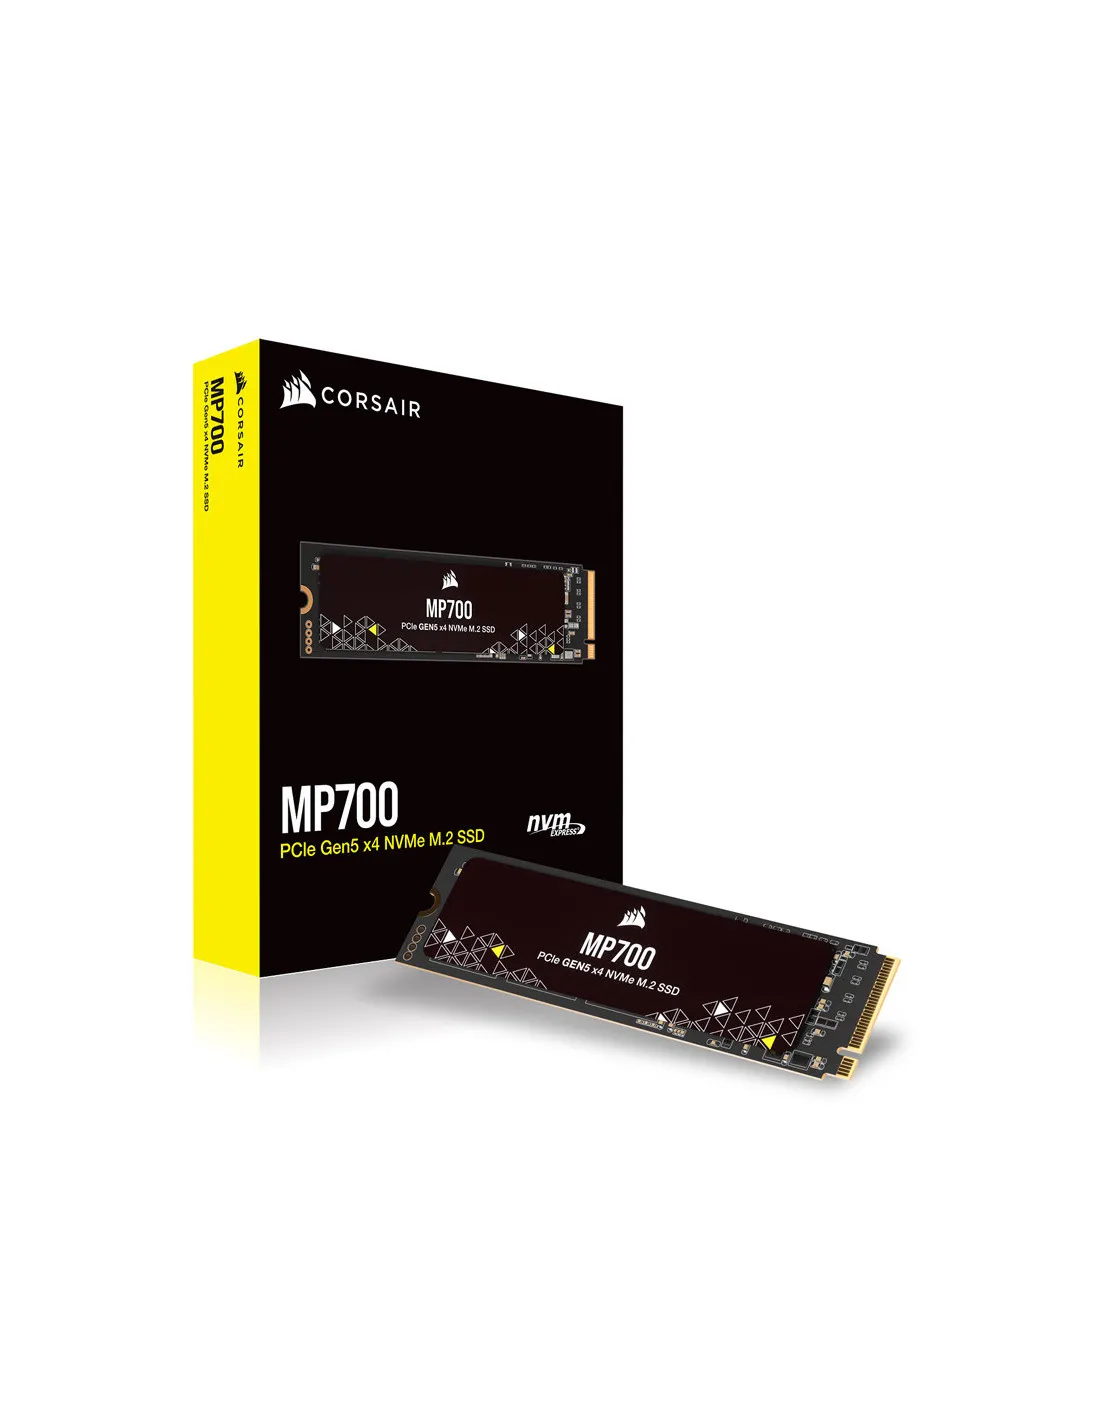 CORSAIR
MP700
PCIe Gen5 x4 NVMe M.2 SSD
CORSAIR
MP700
PCIe GEN5 x4 NVMe M.2 SSD
MP700
PCIe Gen5 x4 NVMe M.2 SSD
nvm
EXPRESS
MP700
PCIe GEN5 x4 NVMe M.2 SSD